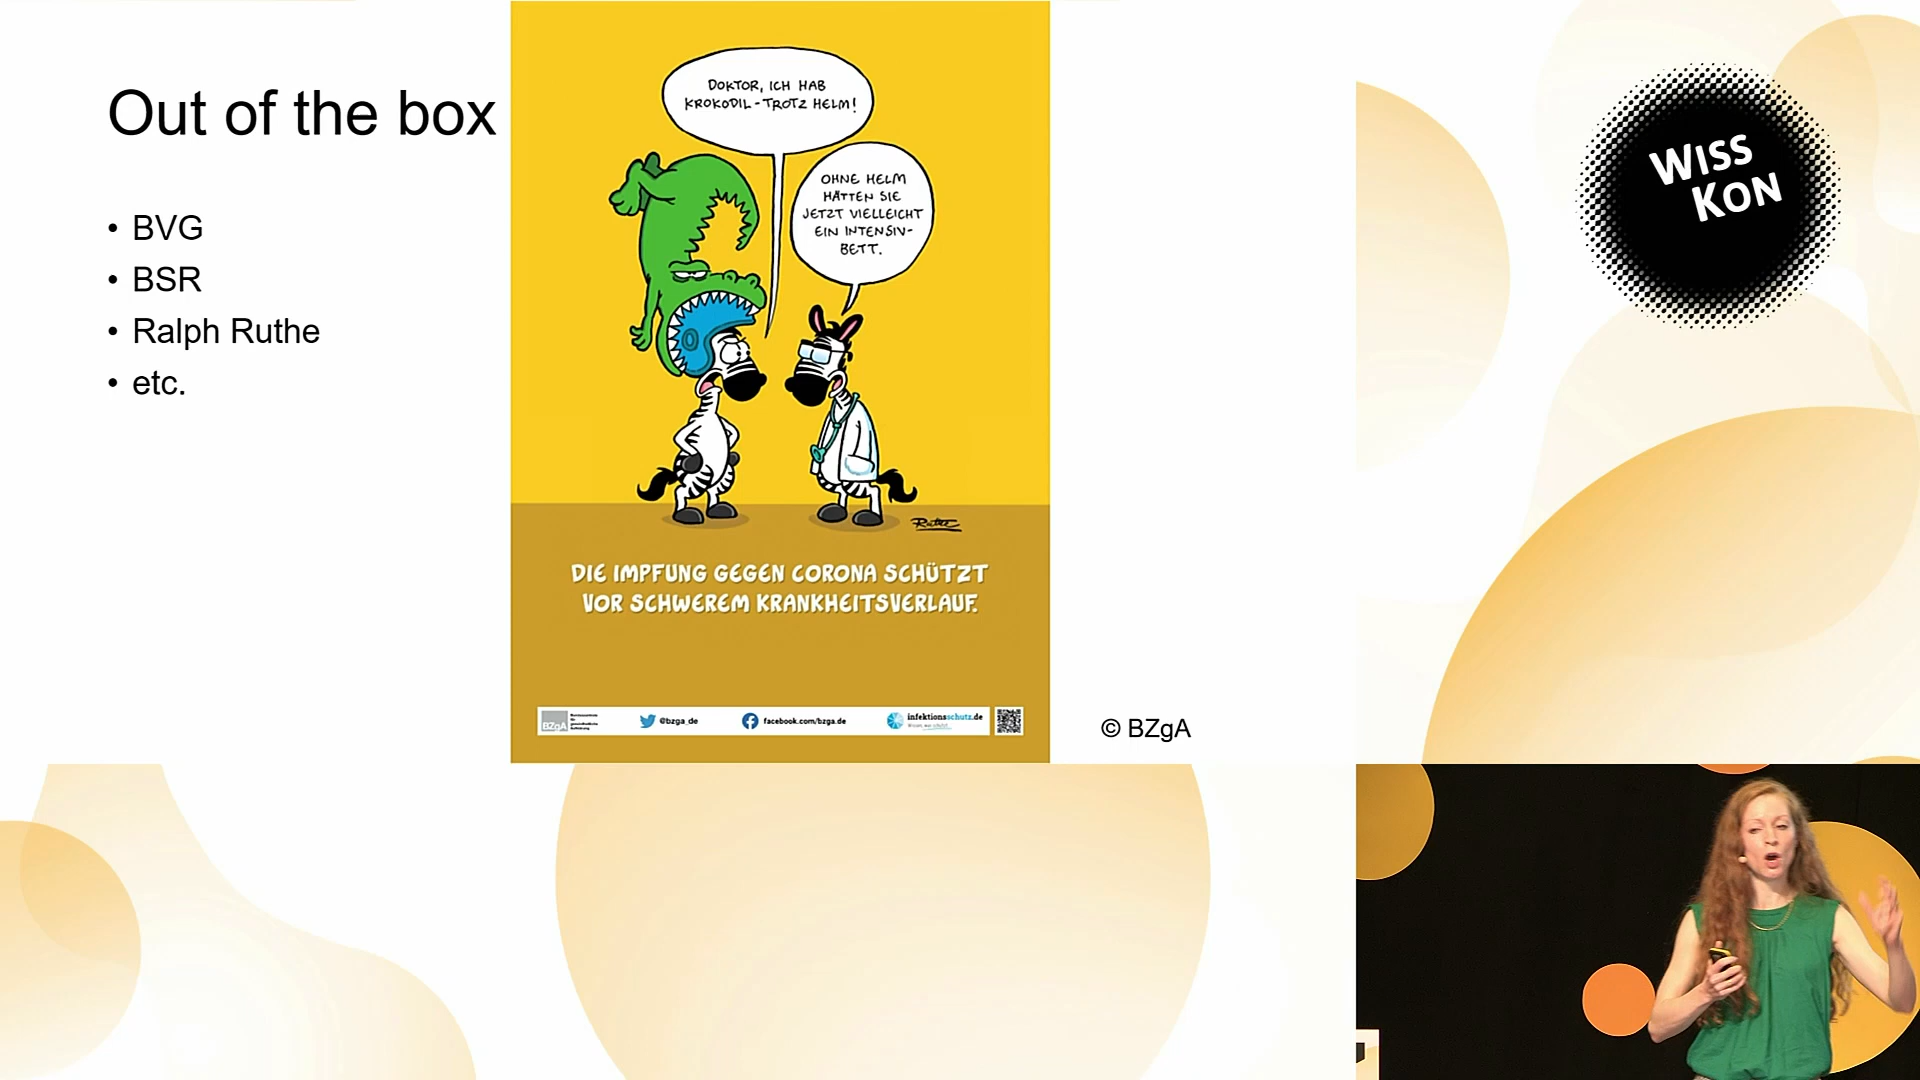 Out of the box
• BVG
• BSR
• Ralph Ruthe
• etc.
DOKTOR, ICH HAB
KROKODIL - TROTZ HELM!
OHNE HELM
HÄTTEN SIE
JETZT VIELLEICHT
EIN INTENSIV-
BETT.
Ruthe
DIE IMPFUNG GEGEN CORONA SCHÜTZT
VOR SCHWEREM KRANKHEITSVERLAUF.
BZgA
@bzga_de
facebook.com/bzga.de
infektionsschutz.de
© BZgA
WISS
KON